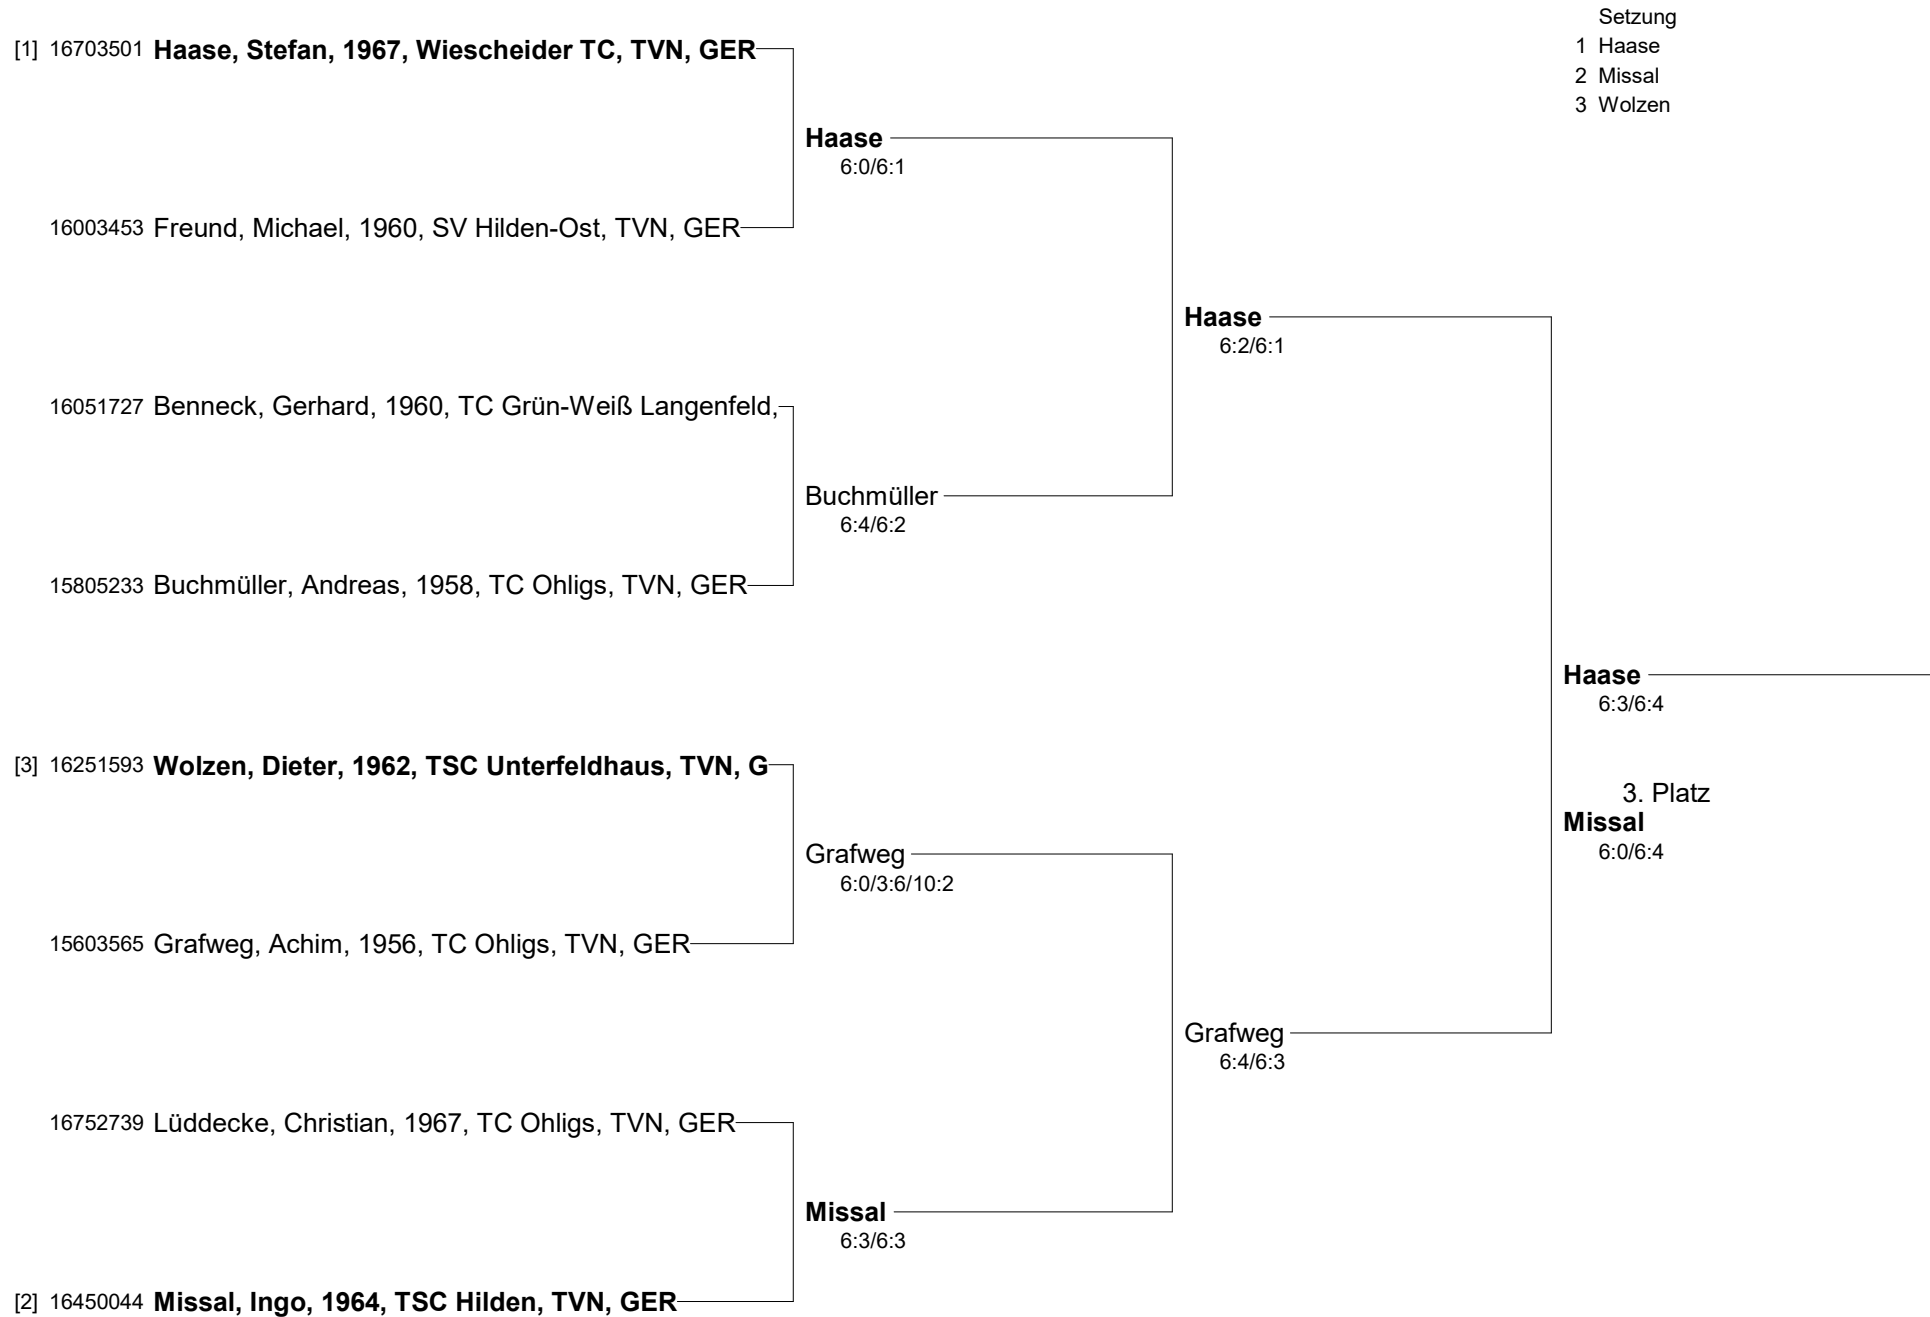 Setzung
1 Haase
2 Missal
3 Wolzen
[1] 16703501 Haase, Stefan, 1967, Wiescheider TC, TVN, GER
Haase
6:0/6:1
16003453 Freund, Michael, 1960, SV Hilden-Ost, TVN, GER
Haase
6:2/6:1
16051727 Benneck, Gerhard, 1960, TC Grün-Weiß Langenfeld,
Buchmüller
6:4/6:2
15805233 Buchmüller, Andreas, 1958, TC Ohligs, TVN, GER
Haase
6:3/6:4
[3] 16251593 Wolzen, Dieter, 1962, TSC Unterfeldhaus, TVN, G
3. Platz
Missal
6:0/6:4
Grafweg
6:0/3:6/10:2
15603565 Grafweg, Achim, 1956, TC Ohligs, TVN, GER
Grafweg
6:4/6:3
16752739 Lüddecke, Christian, 1967, TC Ohligs, TVN, GER
Missal
6:3/6:3
[2] 16450044 Missal, Ingo, 1964, TSC Hilden, TVN, GER